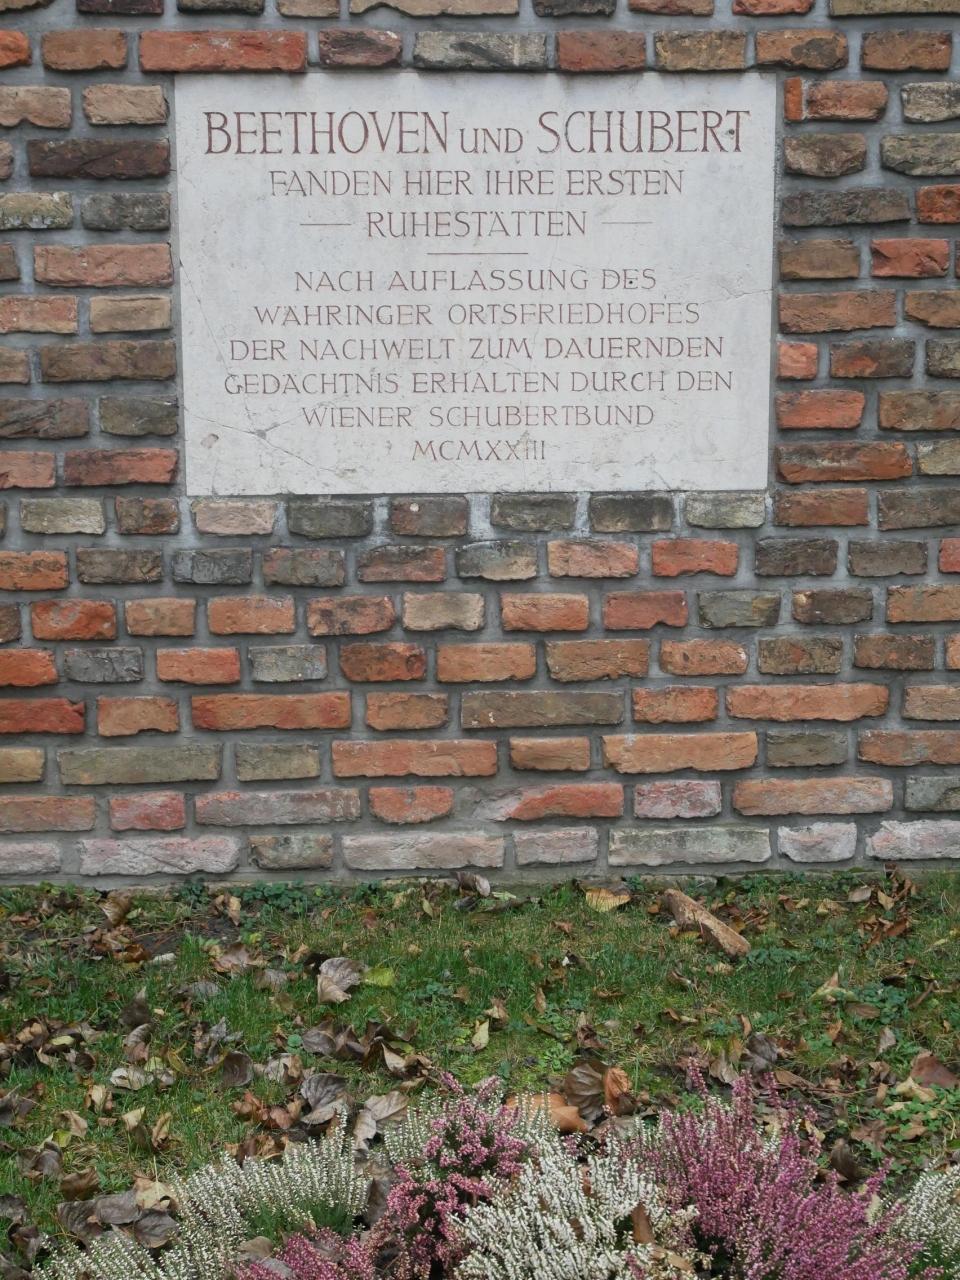 BEETHOVEN UND SCHUBERT
FANDEN HIER IHRE ERSTEN
RUHESTÄTTEN
NACH AUFLASSUNG DES
WÄHRINGER ORTSFRIEDHOFES
DER NACHWELT ZUM DAUERNDEN
GEDÄCHTNIS ERHALTEN DURCH DEN
WIENER SCHUBERTBUND
MCMXXIII